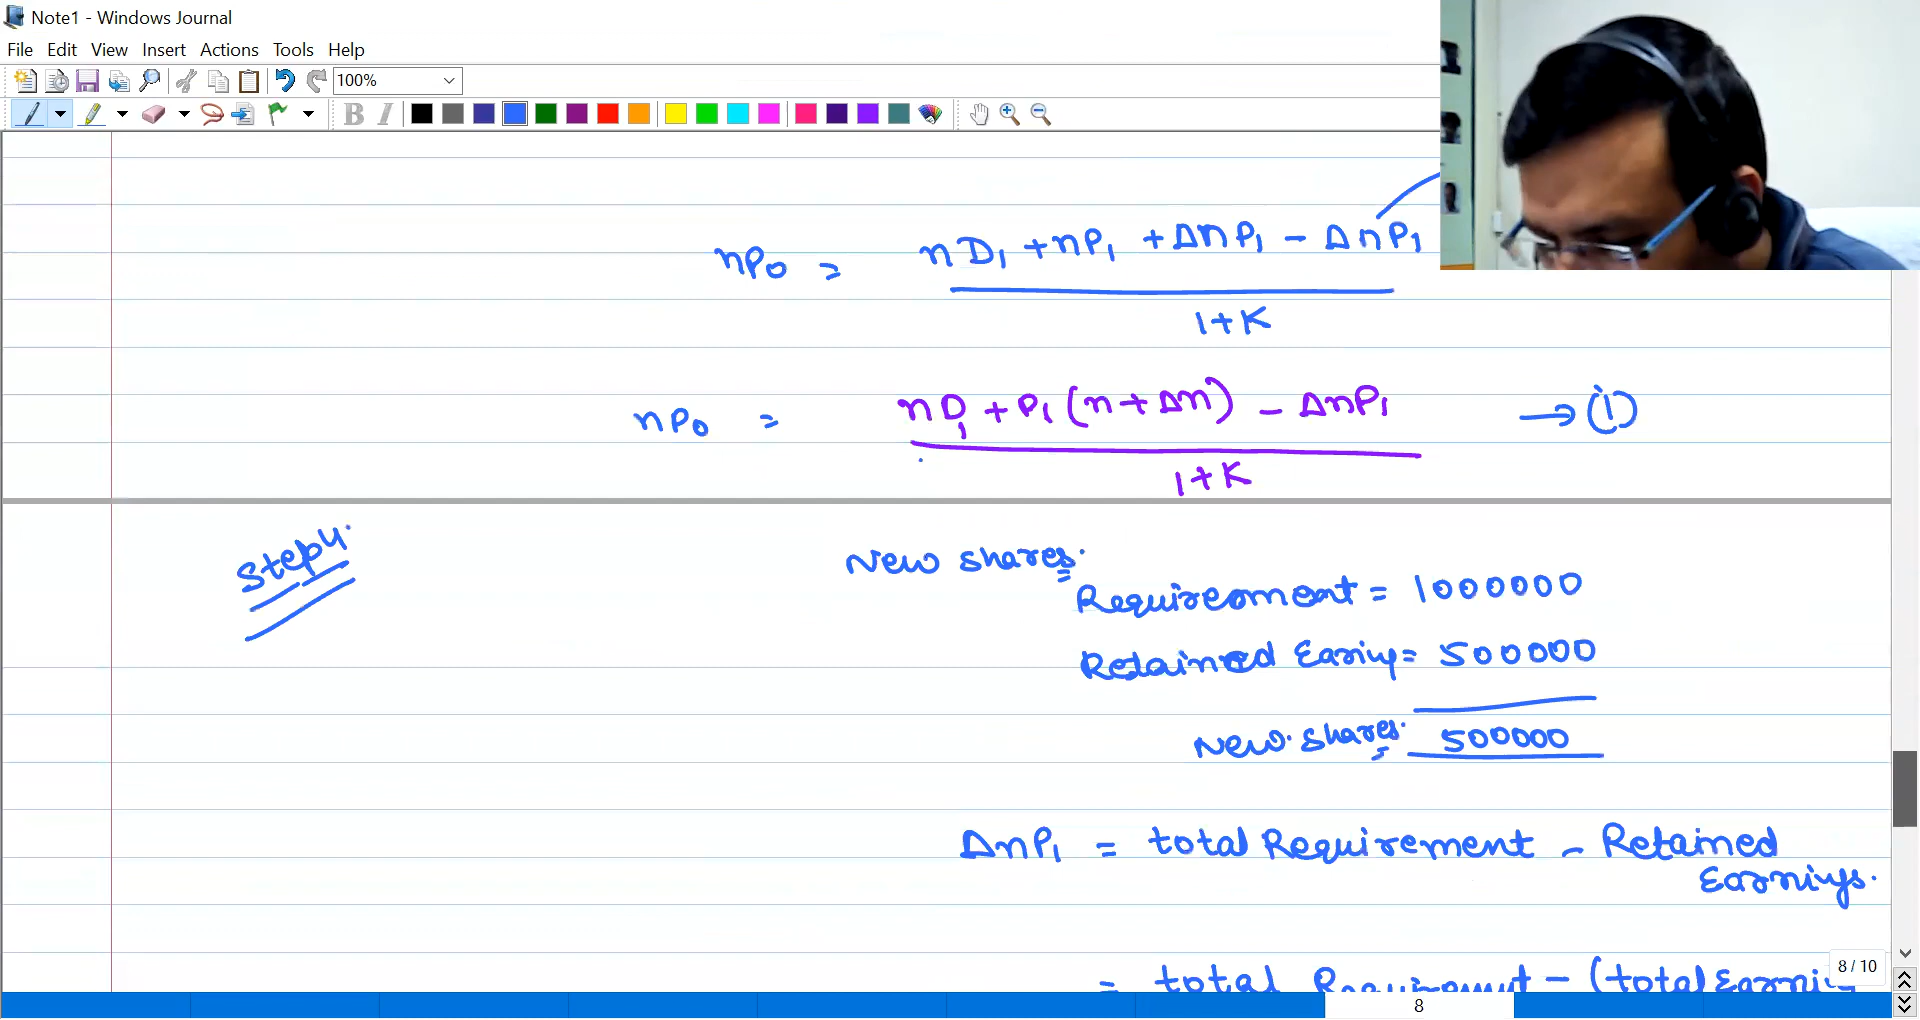 Note1 - Windows Journal
File Edit View Insert Actions Tools Help
100%
B I
nP₀ = nD₁ + nP₁ + ΔnP₁ - ΔnP₁
1+K
nP₀ = nD₁ + P₁ (n+Δn) - ΔnP₁ → (1)
1+K
Step4.
New shares.
Requirement = 1000000
Retained = 500000
New shares. 500000
ΔnP₁ = total Requirement - Retained
Earnings.
= total - (total
8 / 10
8